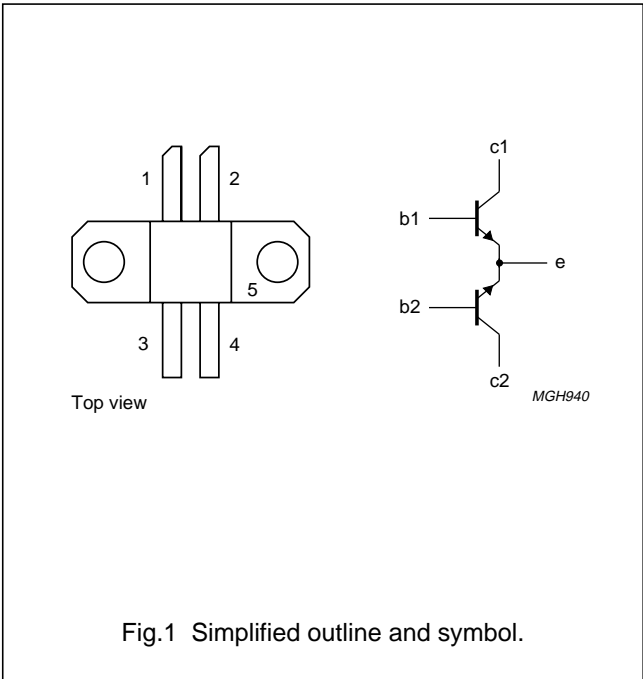 1 2
3 4
5
Top view
c1
b1
e
b2
c2
MGH940
Fig.1 Simplified outline and symbol.